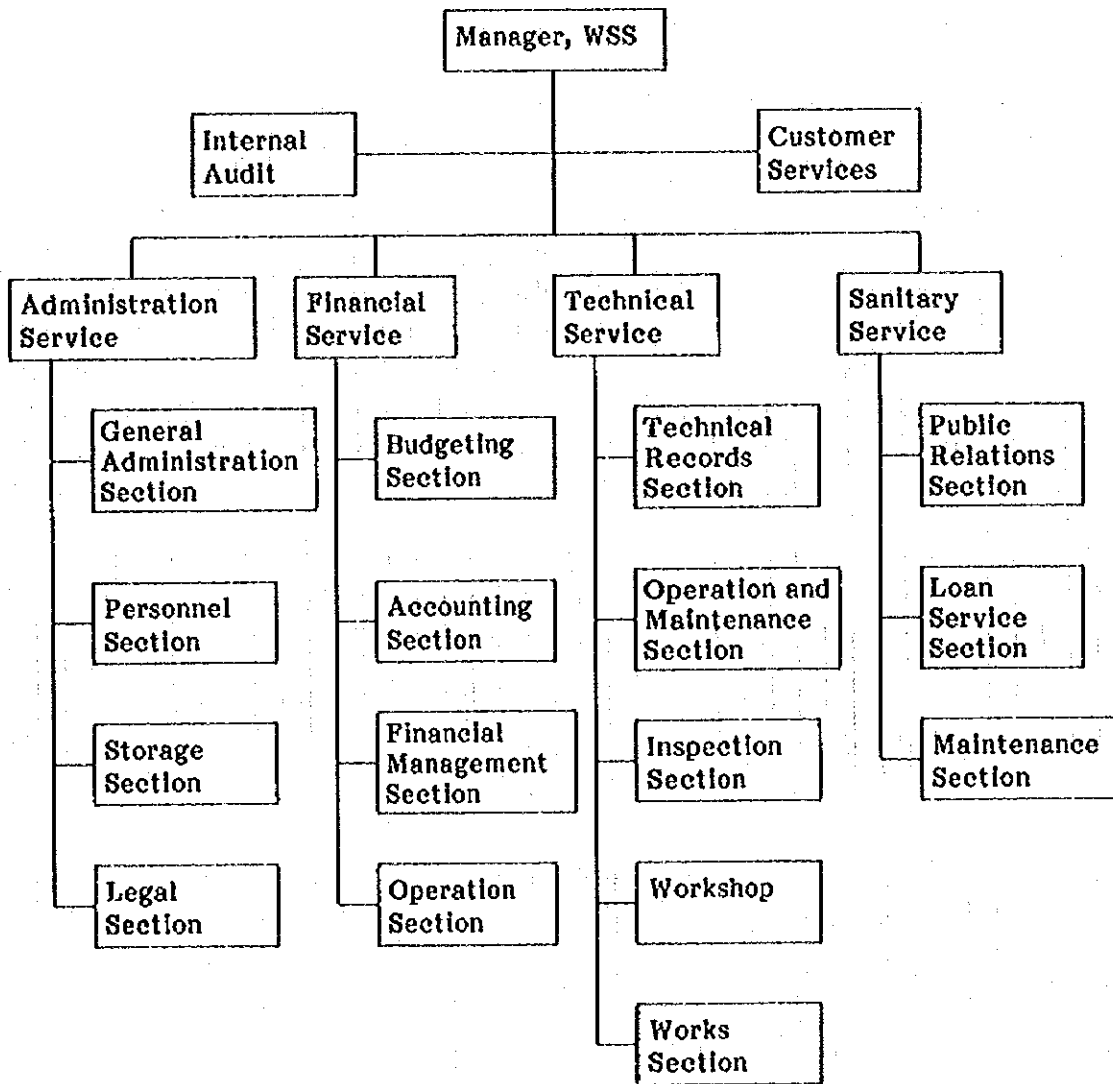 Manager, WSS
Internal
Audit
Customer
Services
Administration
Service
Financial
Service
Technical
Service
Sanitary
Service
General
Administration
Section
Personnel
Section
Storage
Section
Legal
Section
Budgeting
Section
Accounting
Section
Financial
Management
Section
Operation
Section
Technical
Records
Section
Operation and
Maintenance
Section
Inspection
Section
Workshop
Works
Section
Public
Relations
Section
Loan
Service
Section
Maintenance
Section